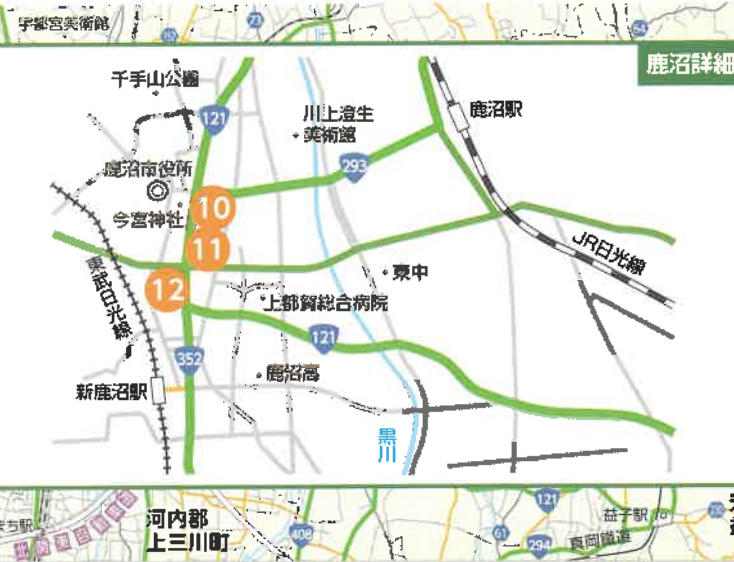 宇都宮美術館
73
64
鹿沼詳細
千手山公園
121
川上澄生
美術館
鹿沼駅
293
鹿沼市役所
今宮神社
10
11
12
東武日光線
JR日光線
東中
上都賀総合病院
121
352
鹿沼高
新鹿沼駅
黒川
河内郡
上三川町
408
121
61
294
益子駅
真岡鐵道